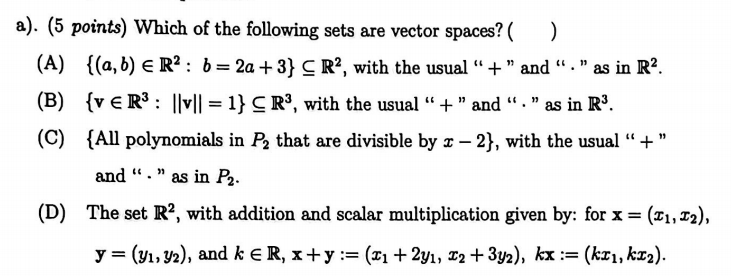 a). (5 points) Which of the following sets are vector spaces? ( )
(A) {(a, b) ∈ R² : b = 2a + 3} ⊆ R², with the usual “ + ” and “ · ” as in R².
(B) {v ∈ R³ : ||v|| = 1} ⊆ R³, with the usual “ + ” and “ · ” as in R³.
(C) {All polynomials in P₂ that are divisible by x − 2}, with the usual “ + ”
and “ · ” as in P₂.
(D) The set R², with addition and scalar multiplication given by: for x = (x₁, x₂),
y = (y₁, y₂), and k ∈ R, x + y := (x₁ + 2y₁, x₂ + 3y₂), kx := (kx₁, kx₂).